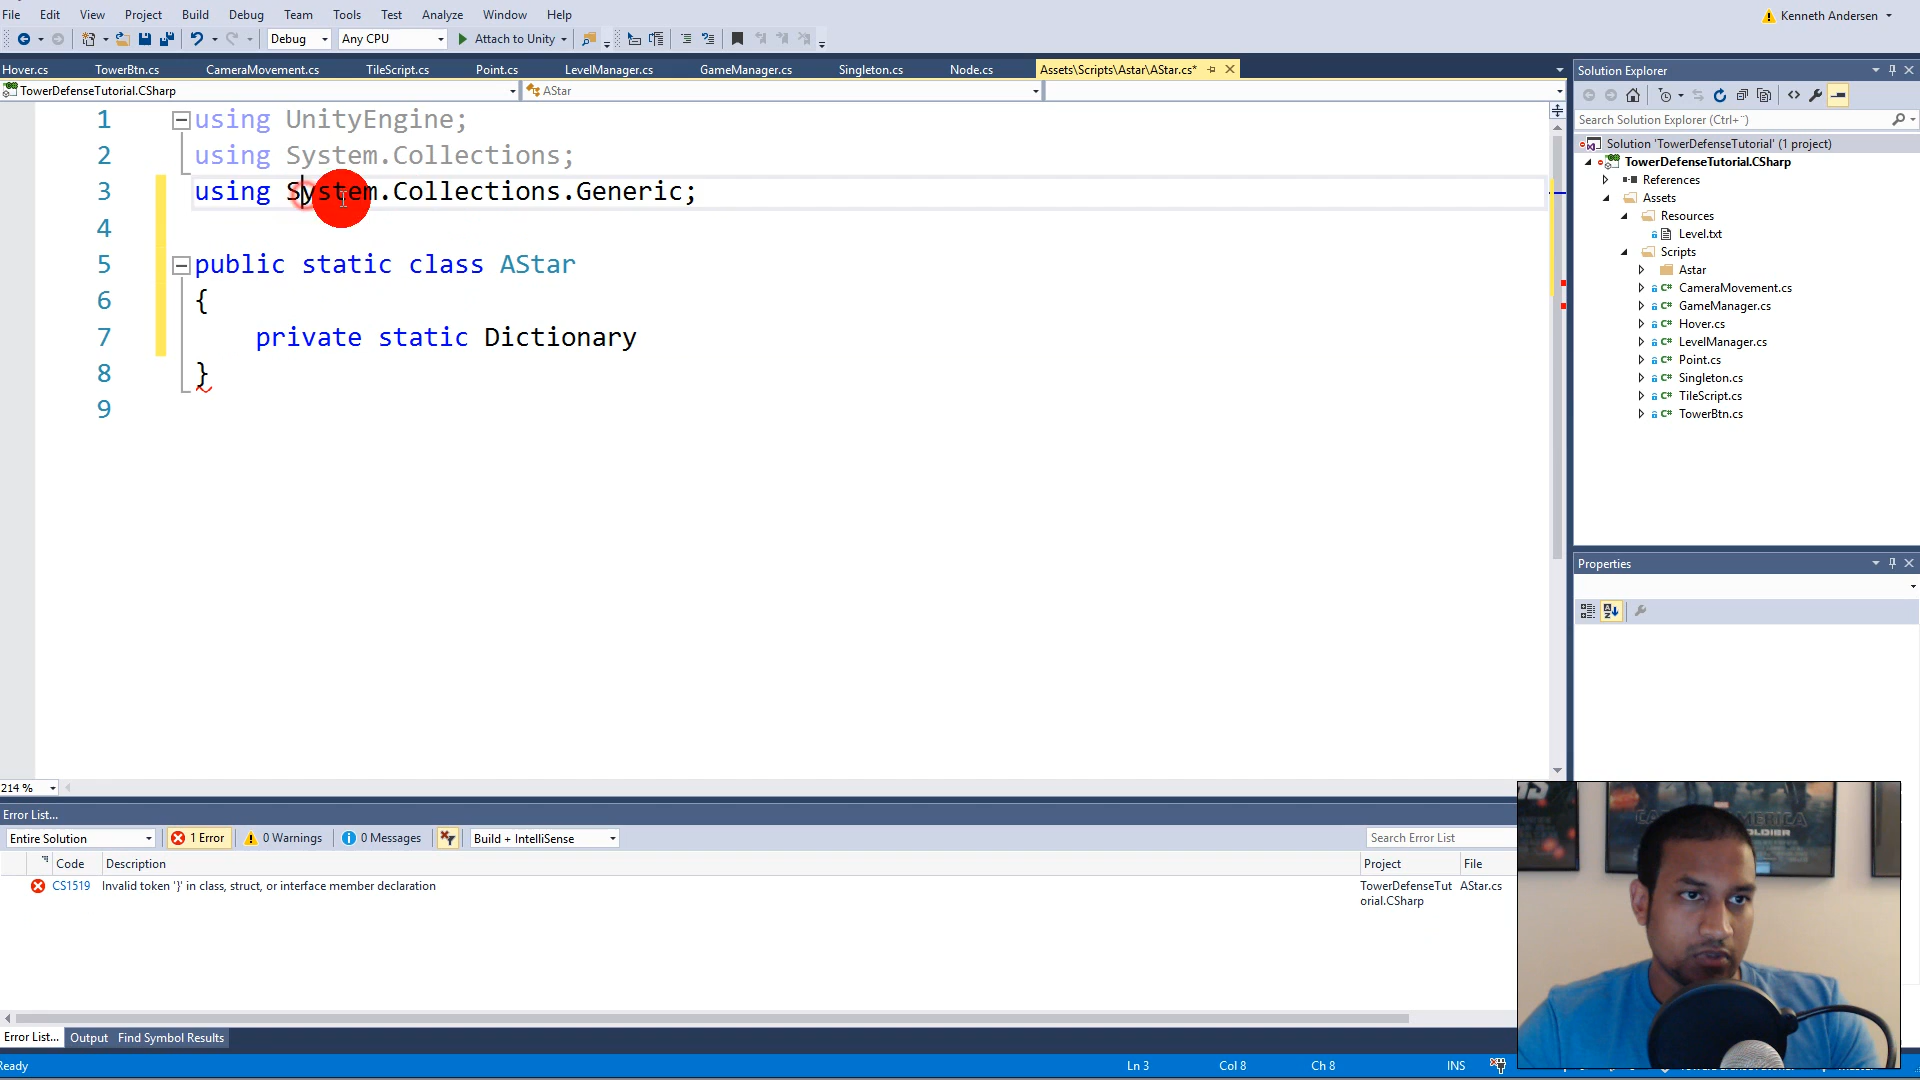 File Edit View Project Build Debug Team Tools Test Analyze Window Help
Kenneth Andersen
Debug Any CPU Attach to Unity
Hover.cs TowerBtn.cs CameraMovement.cs TileScript.cs Point.cs LevelManager.cs GameManager.cs Singleton.cs Node.cs Assets\Scripts\Astar\AStar.cs*
TowerDefenseTutorial.CSharp AStar
1 using UnityEngine;
2 using System.Collections;
3 using System.Collections.Generic;
4
5 public static class AStar
6 {
7 private static Dictionary
8 }
9
214 %
Solution Explorer
Search Solution Explorer (Ctrl+¨)
Solution 'TowerDefenseTutorial' (1 project)
TowerDefenseTutorial.CSharp
References
Assets
Resources
Level.txt
Scripts
Astar
CameraMovement.cs
GameManager.cs
Hover.cs
LevelManager.cs
Point.cs
Singleton.cs
TileScript.cs
TowerBtn.cs
Properties
Error List...
Entire Solution 1 Error 0 Warnings 0 Messages Build + IntelliSense Search Error List
Code Description Project File
CS1519 Invalid token '}' in class, struct, or interface member declaration TowerDefenseTut AStar.cs
orial.CSharp
Error List... Output Find Symbol Results
Ready Ln 3 Col 8 Ch 8 INS